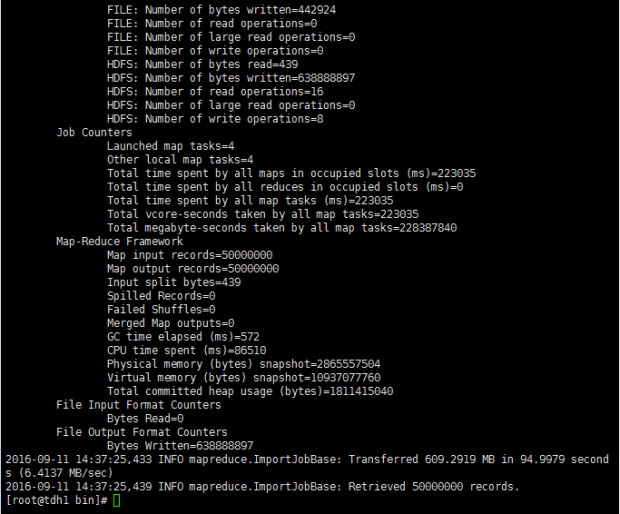 FILE: Number of bytes written=442924
FILE: Number of read operations=0
FILE: Number of large read operations=0
FILE: Number of write operations=0
HDFS: Number of bytes read=439
HDFS: Number of bytes written=638888897
HDFS: Number of read operations=16
HDFS: Number of large read operations=0
HDFS: Number of write operations=8
Job Counters
Launched map tasks=4
Other local map tasks=4
Total time spent by all maps in occupied slots (ms)=223035
Total time spent by all reduces in occupied slots (ms)=0
Total time spent by all map tasks (ms)=223035
Total vcore-seconds taken by all map tasks=223035
Total megabyte-seconds taken by all map tasks=228387840
Map-Reduce Framework
Map input records=50000000
Map output records=50000000
Input split bytes=439
Spilled Records=0
Failed Shuffles=0
Merged Map outputs=0
GC time elapsed (ms)=572
CPU time spent (ms)=86510
Physical memory (bytes) snapshot=2865557504
Virtual memory (bytes) snapshot=10937077760
Total committed heap usage (bytes)=1811415040
File Input Format Counters
Bytes Read=0
File Output Format Counters
Bytes Written=638888897
2016-09-11 14:37:25,433 INFO mapreduce.ImportJobBase: Transferred 609.2919 MB in 94.9979 second
s (6.4137 MB/sec)
2016-09-11 14:37:25,439 INFO mapreduce.ImportJobBase: Retrieved 50000000 records.
[root@tdh1 bin]#